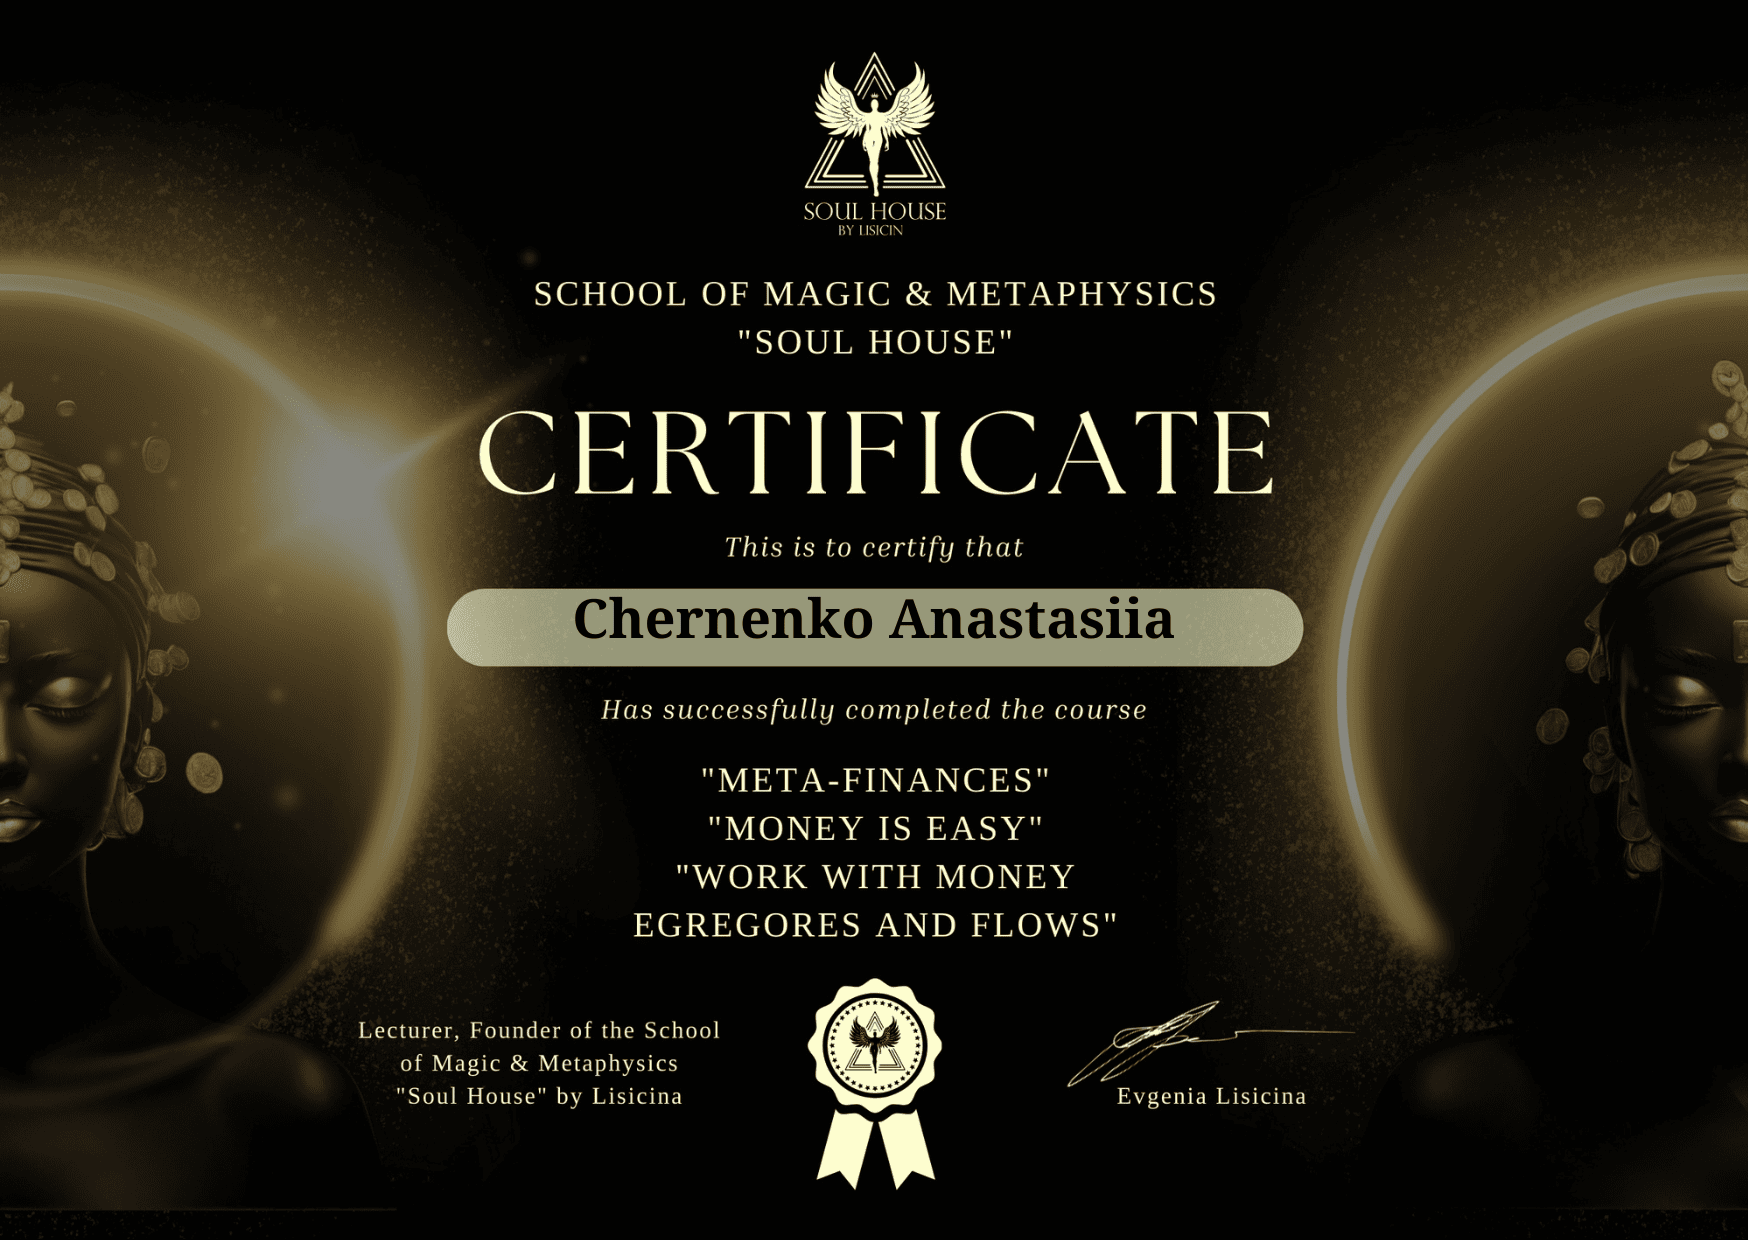 SOUL HOUSE
BY LISICIN
SCHOOL OF MAGIC & METAPHYSICS
"SOUL HOUSE"
CERTIFICATE
This is to certify that
Chernenko Anastasiia
Has successfully completed the course
"META-FINANCES"
"MONEY IS EASY"
"WORK WITH MONEY
EGREGORES AND FLOWS"
Lecturer, Founder of the School
of Magic & Metaphysics
"Soul House" by Lisicina
Evgenia Lisicina